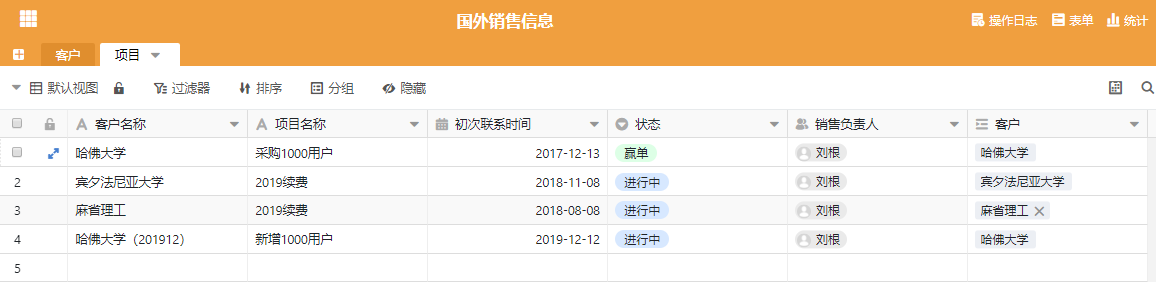 国外销售信息
操作日志 表单 统计
客户 项目
默认视图 过滤器 排序 分组 隐藏
客户名称 项目名称 初次联系时间 状态 销售负责人 客户
哈佛大学 采购1000用户 2017-12-13 赢单 刘根 哈佛大学
2 宾夕法尼亚大学 2019续费 2018-11-08 进行中 刘根 宾夕法尼亚大学
3 麻省理工 2019续费 2018-08-08 进行中 刘根 麻省理工
4 哈佛大学（201912） 新增1000用户 2019-12-12 进行中 刘根 哈佛大学
5